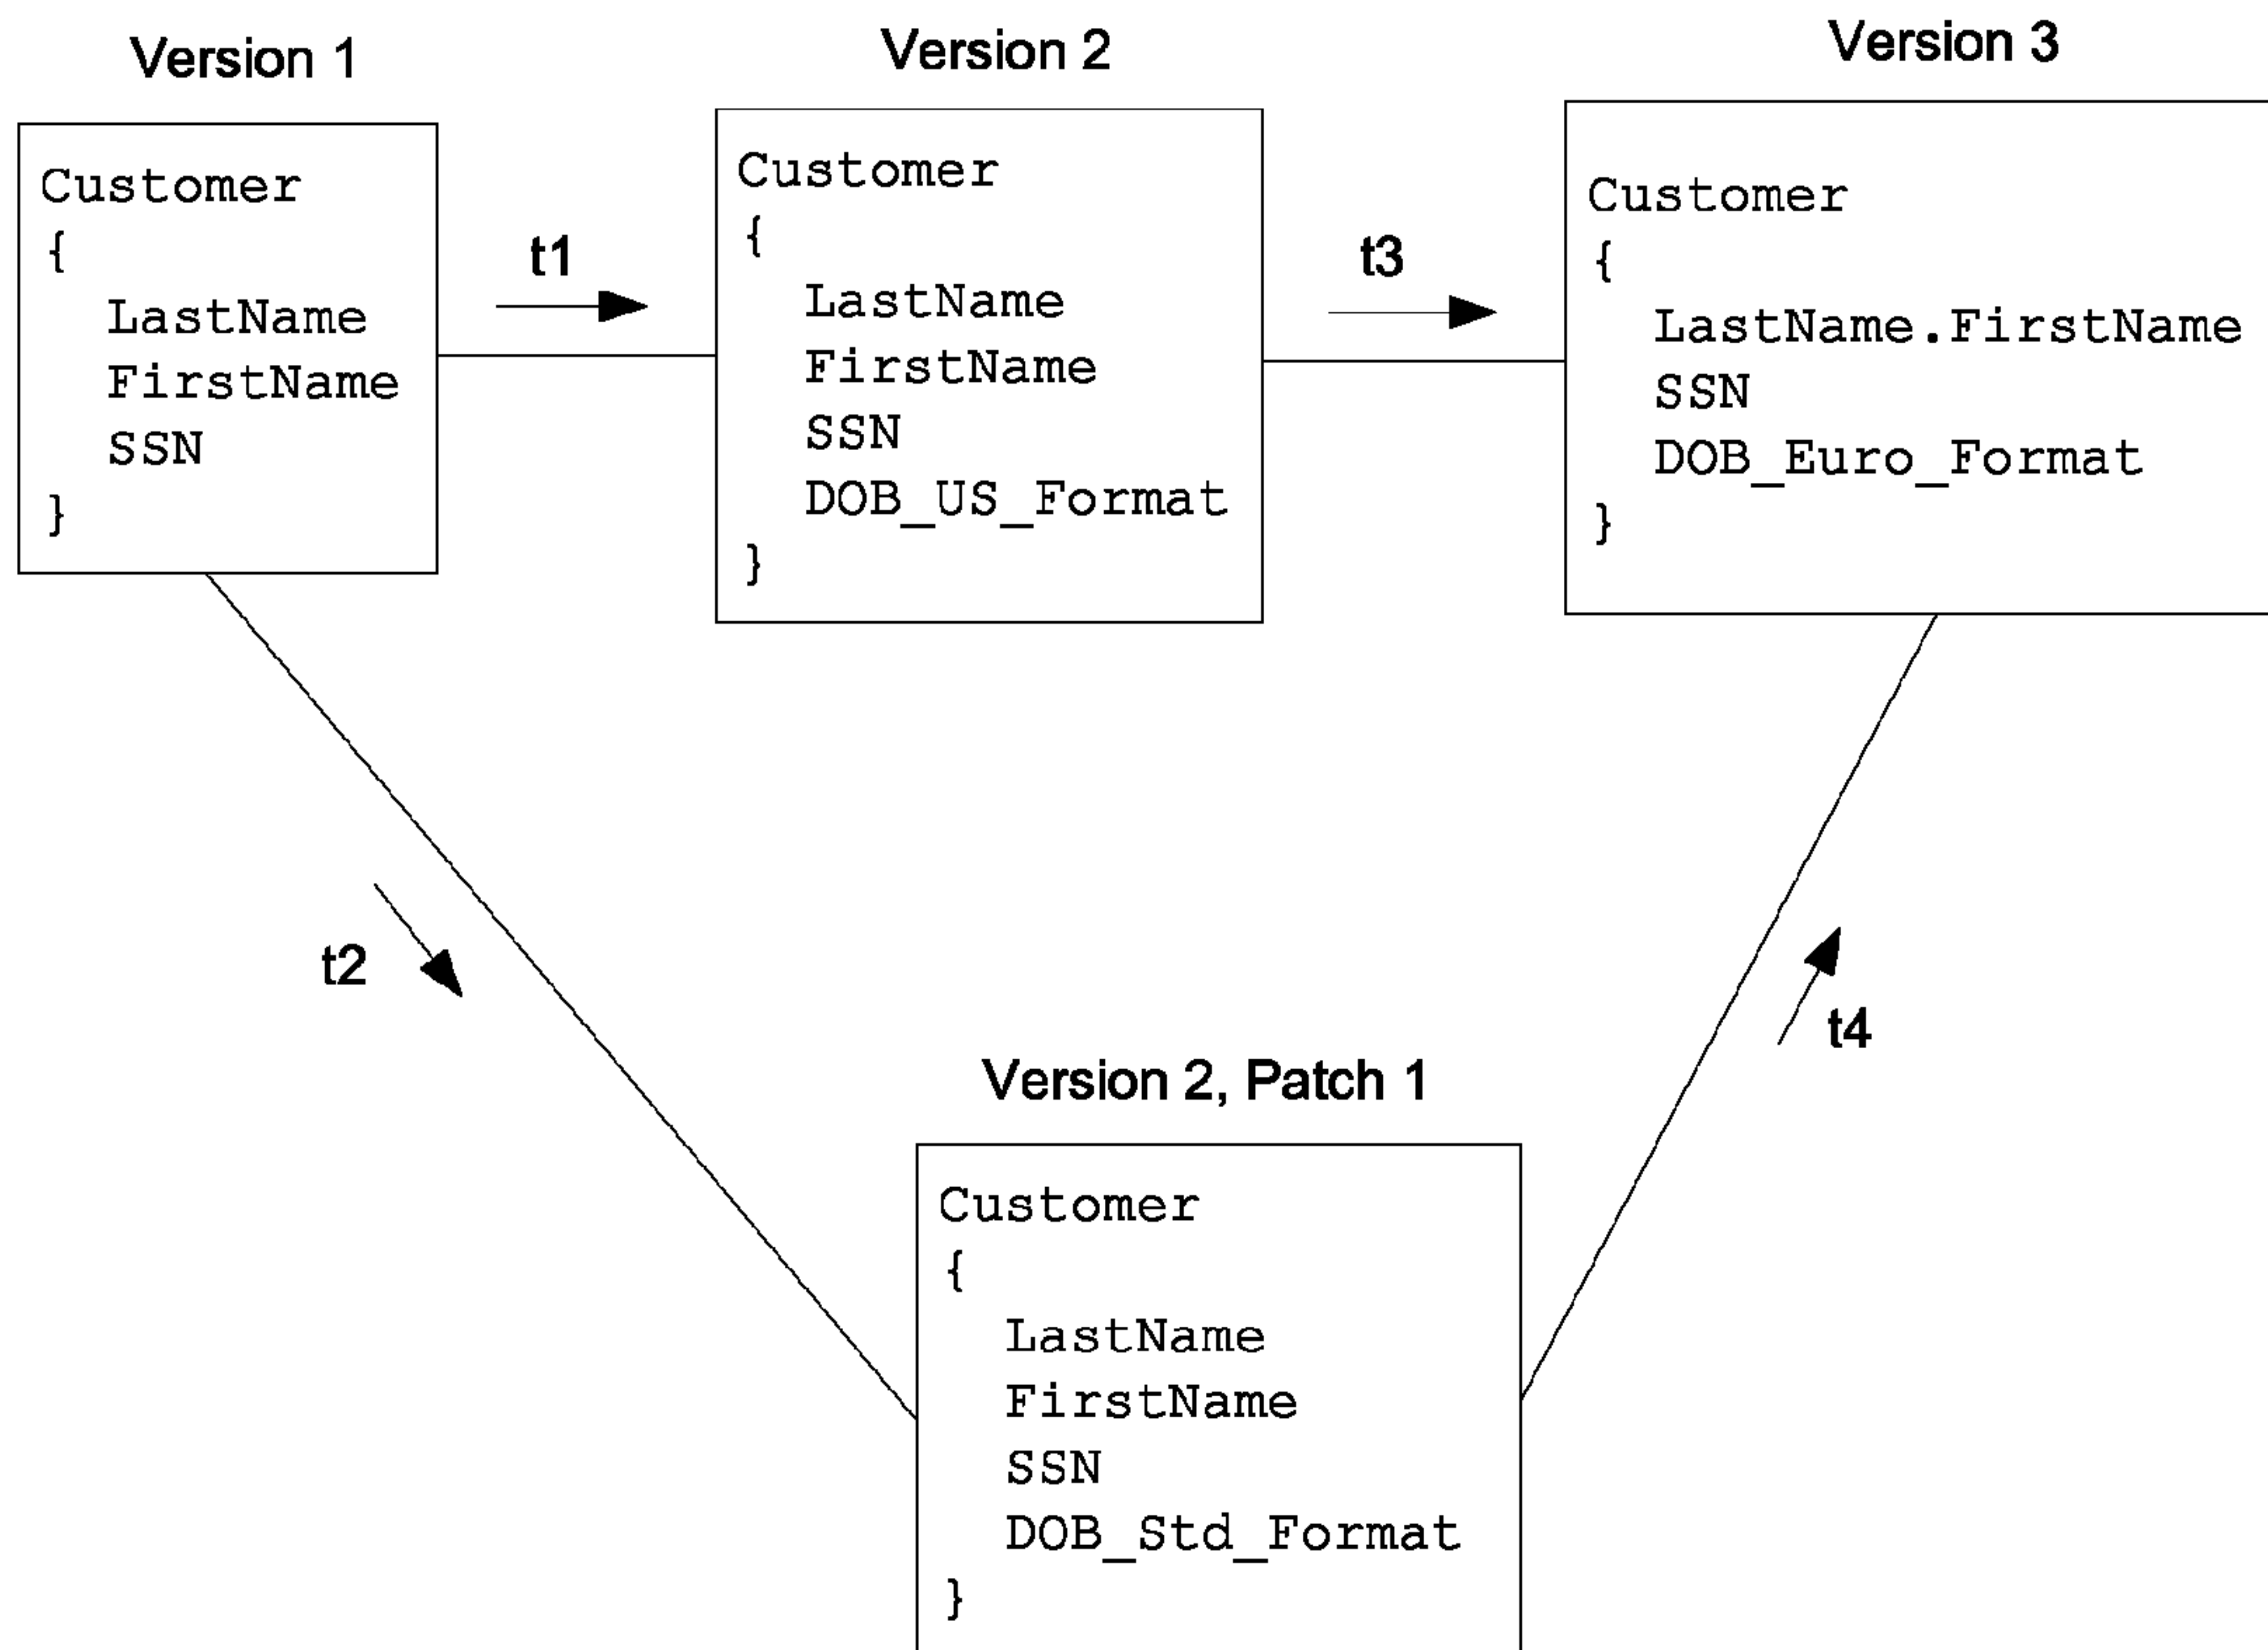 Version 1
Customer
{
LastName
FirstName
SSN
}
t1
Version 2
Customer
{
LastName
FirstName
SSN
DOB_US_Format
}
t3
Version 3
Customer
{
LastName.FirstName
SSN
DOB_Euro_Format
}
t2
t4
Version 2, Patch 1
Customer
{
LastName
FirstName
SSN
DOB_Std_Format
}